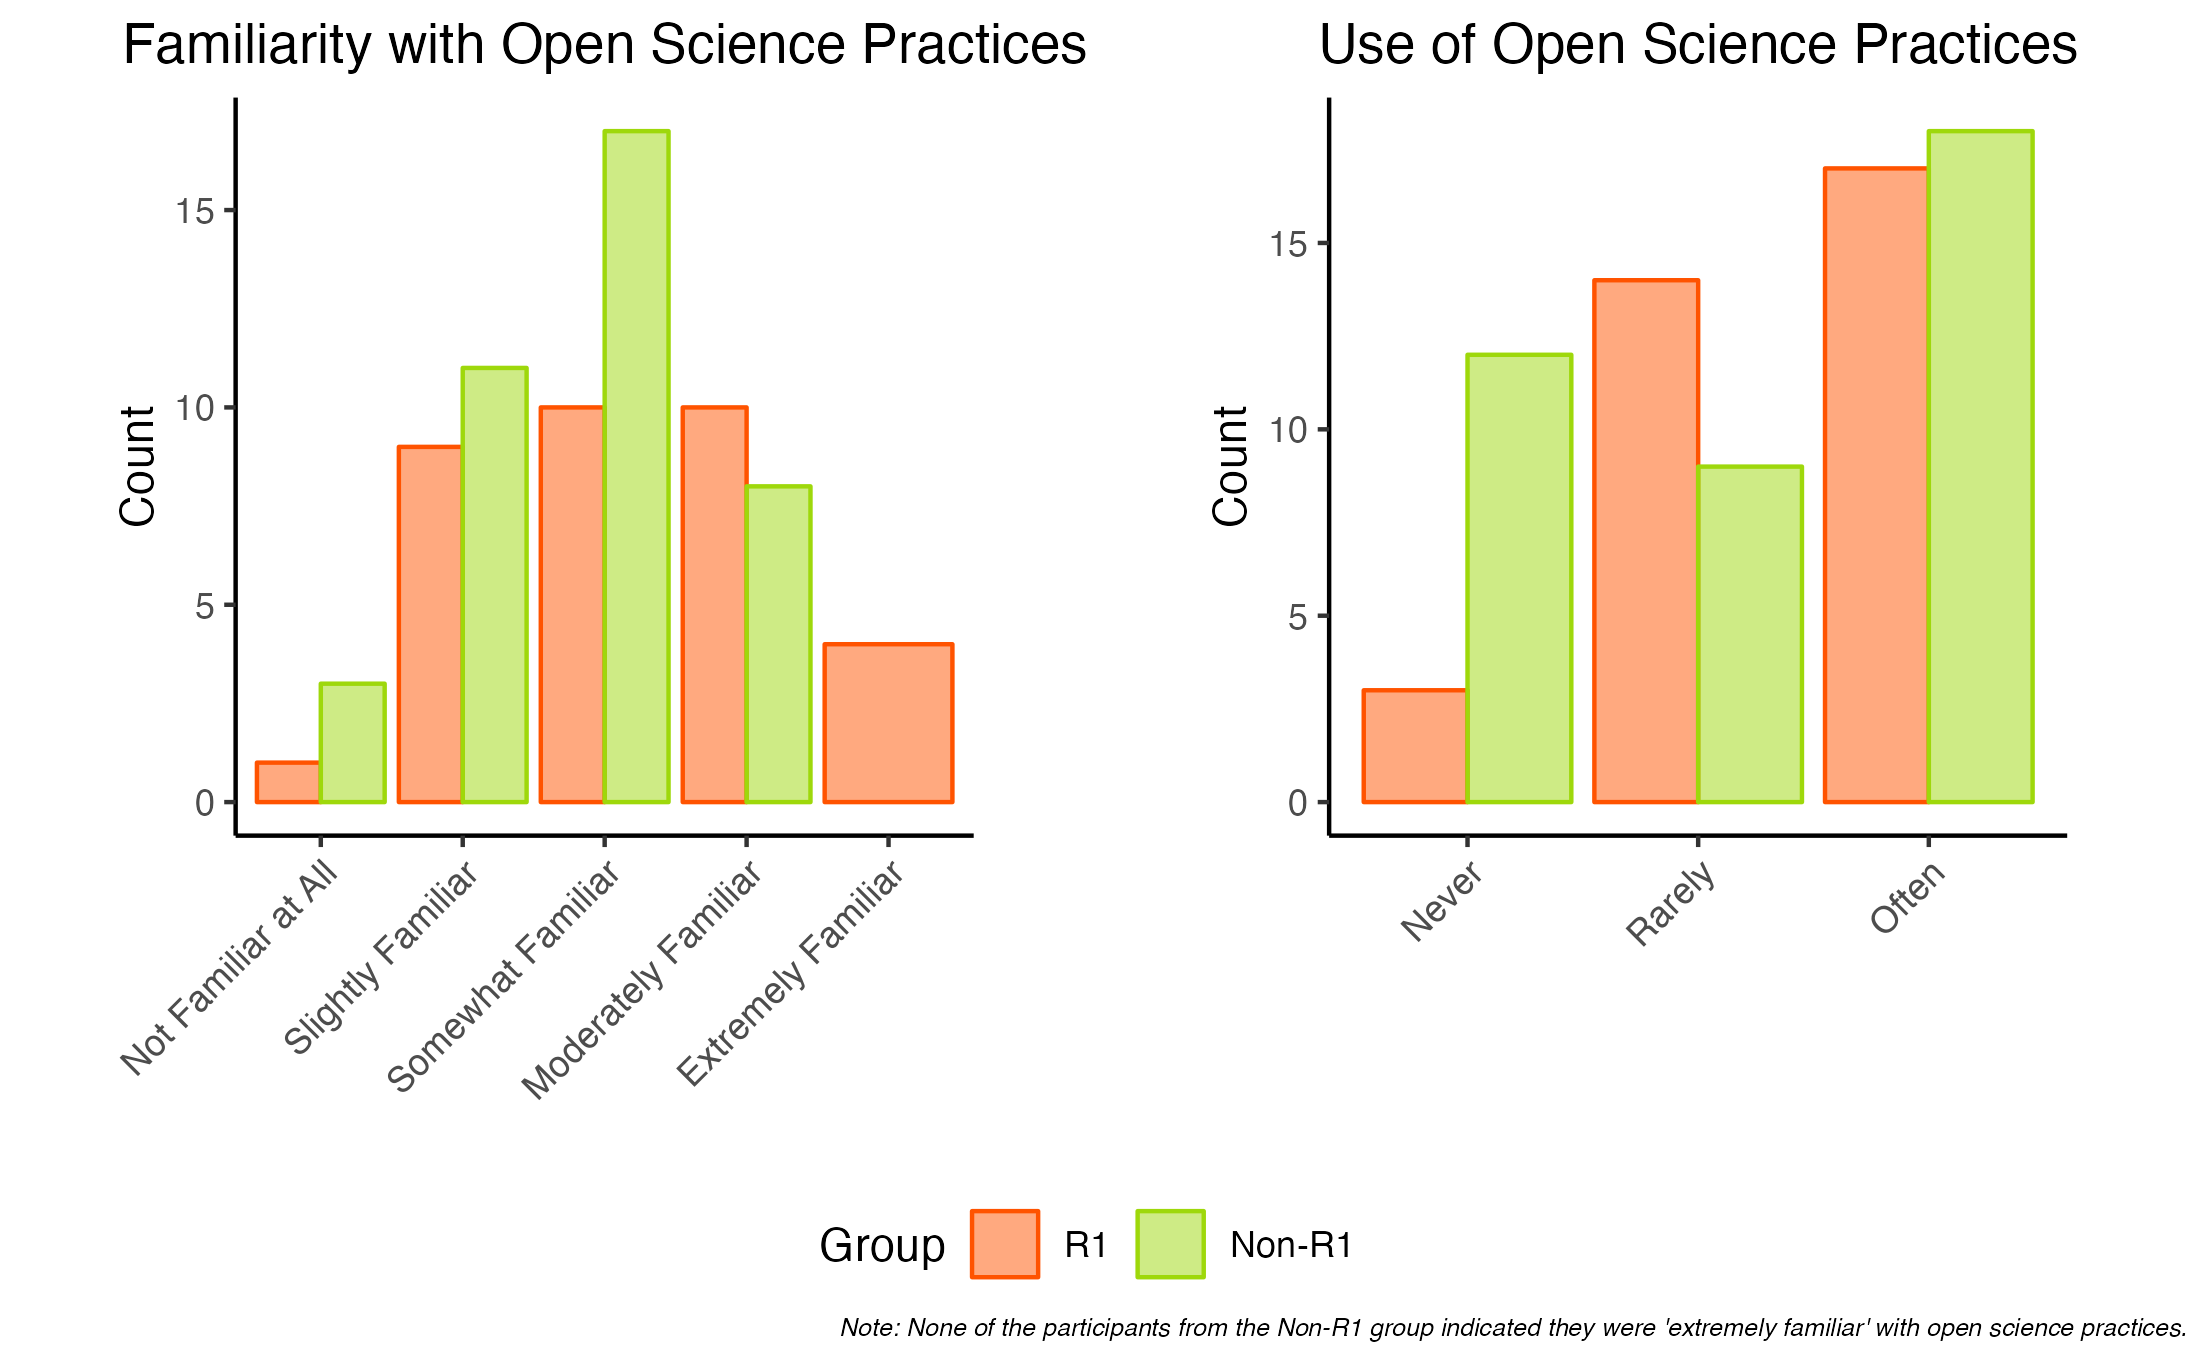 Familiarity with Open Science Practices
Count
15
10
5
0
Not Familiar at All
Slightly Familiar
Somewhat Familiar
Moderately Familiar
Extremely Familiar
Use of Open Science Practices
Count
15
10
5
0
Never
Rarely
Often
Group R1 Non-R1
Note: None of the participants from the Non-R1 group indicated they were 'extremely familiar' with open science practices.